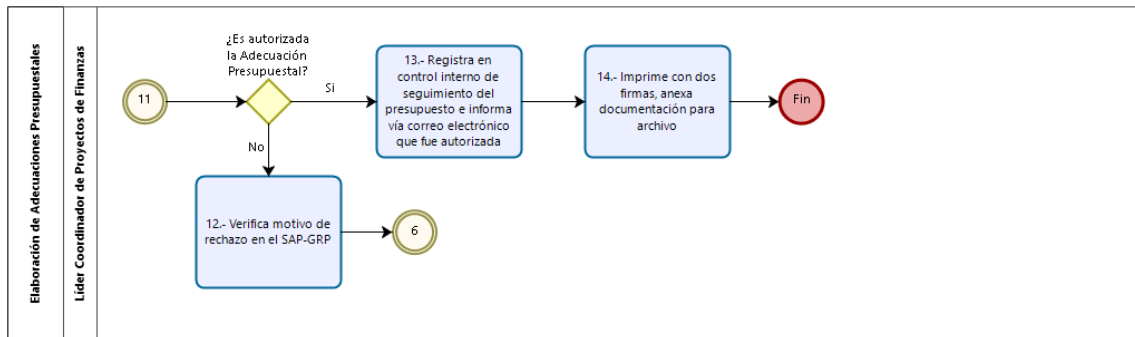 Elaboración de Adecuaciones Presupuestales
Líder Coordinador de Proyectos de Finanzas
11
¿Es autorizada
la Adecuación
Presupuestal?
Si
No
13.- Registra en
control interno de
seguimiento del
presupuesto e informa
vía correo electrónico
que fue autorizada
14.- Imprime con dos
firmas, anexa
documentación para
archivo
Fin
12.- Verifica motivo de
rechazo en el SAP-GRP
6